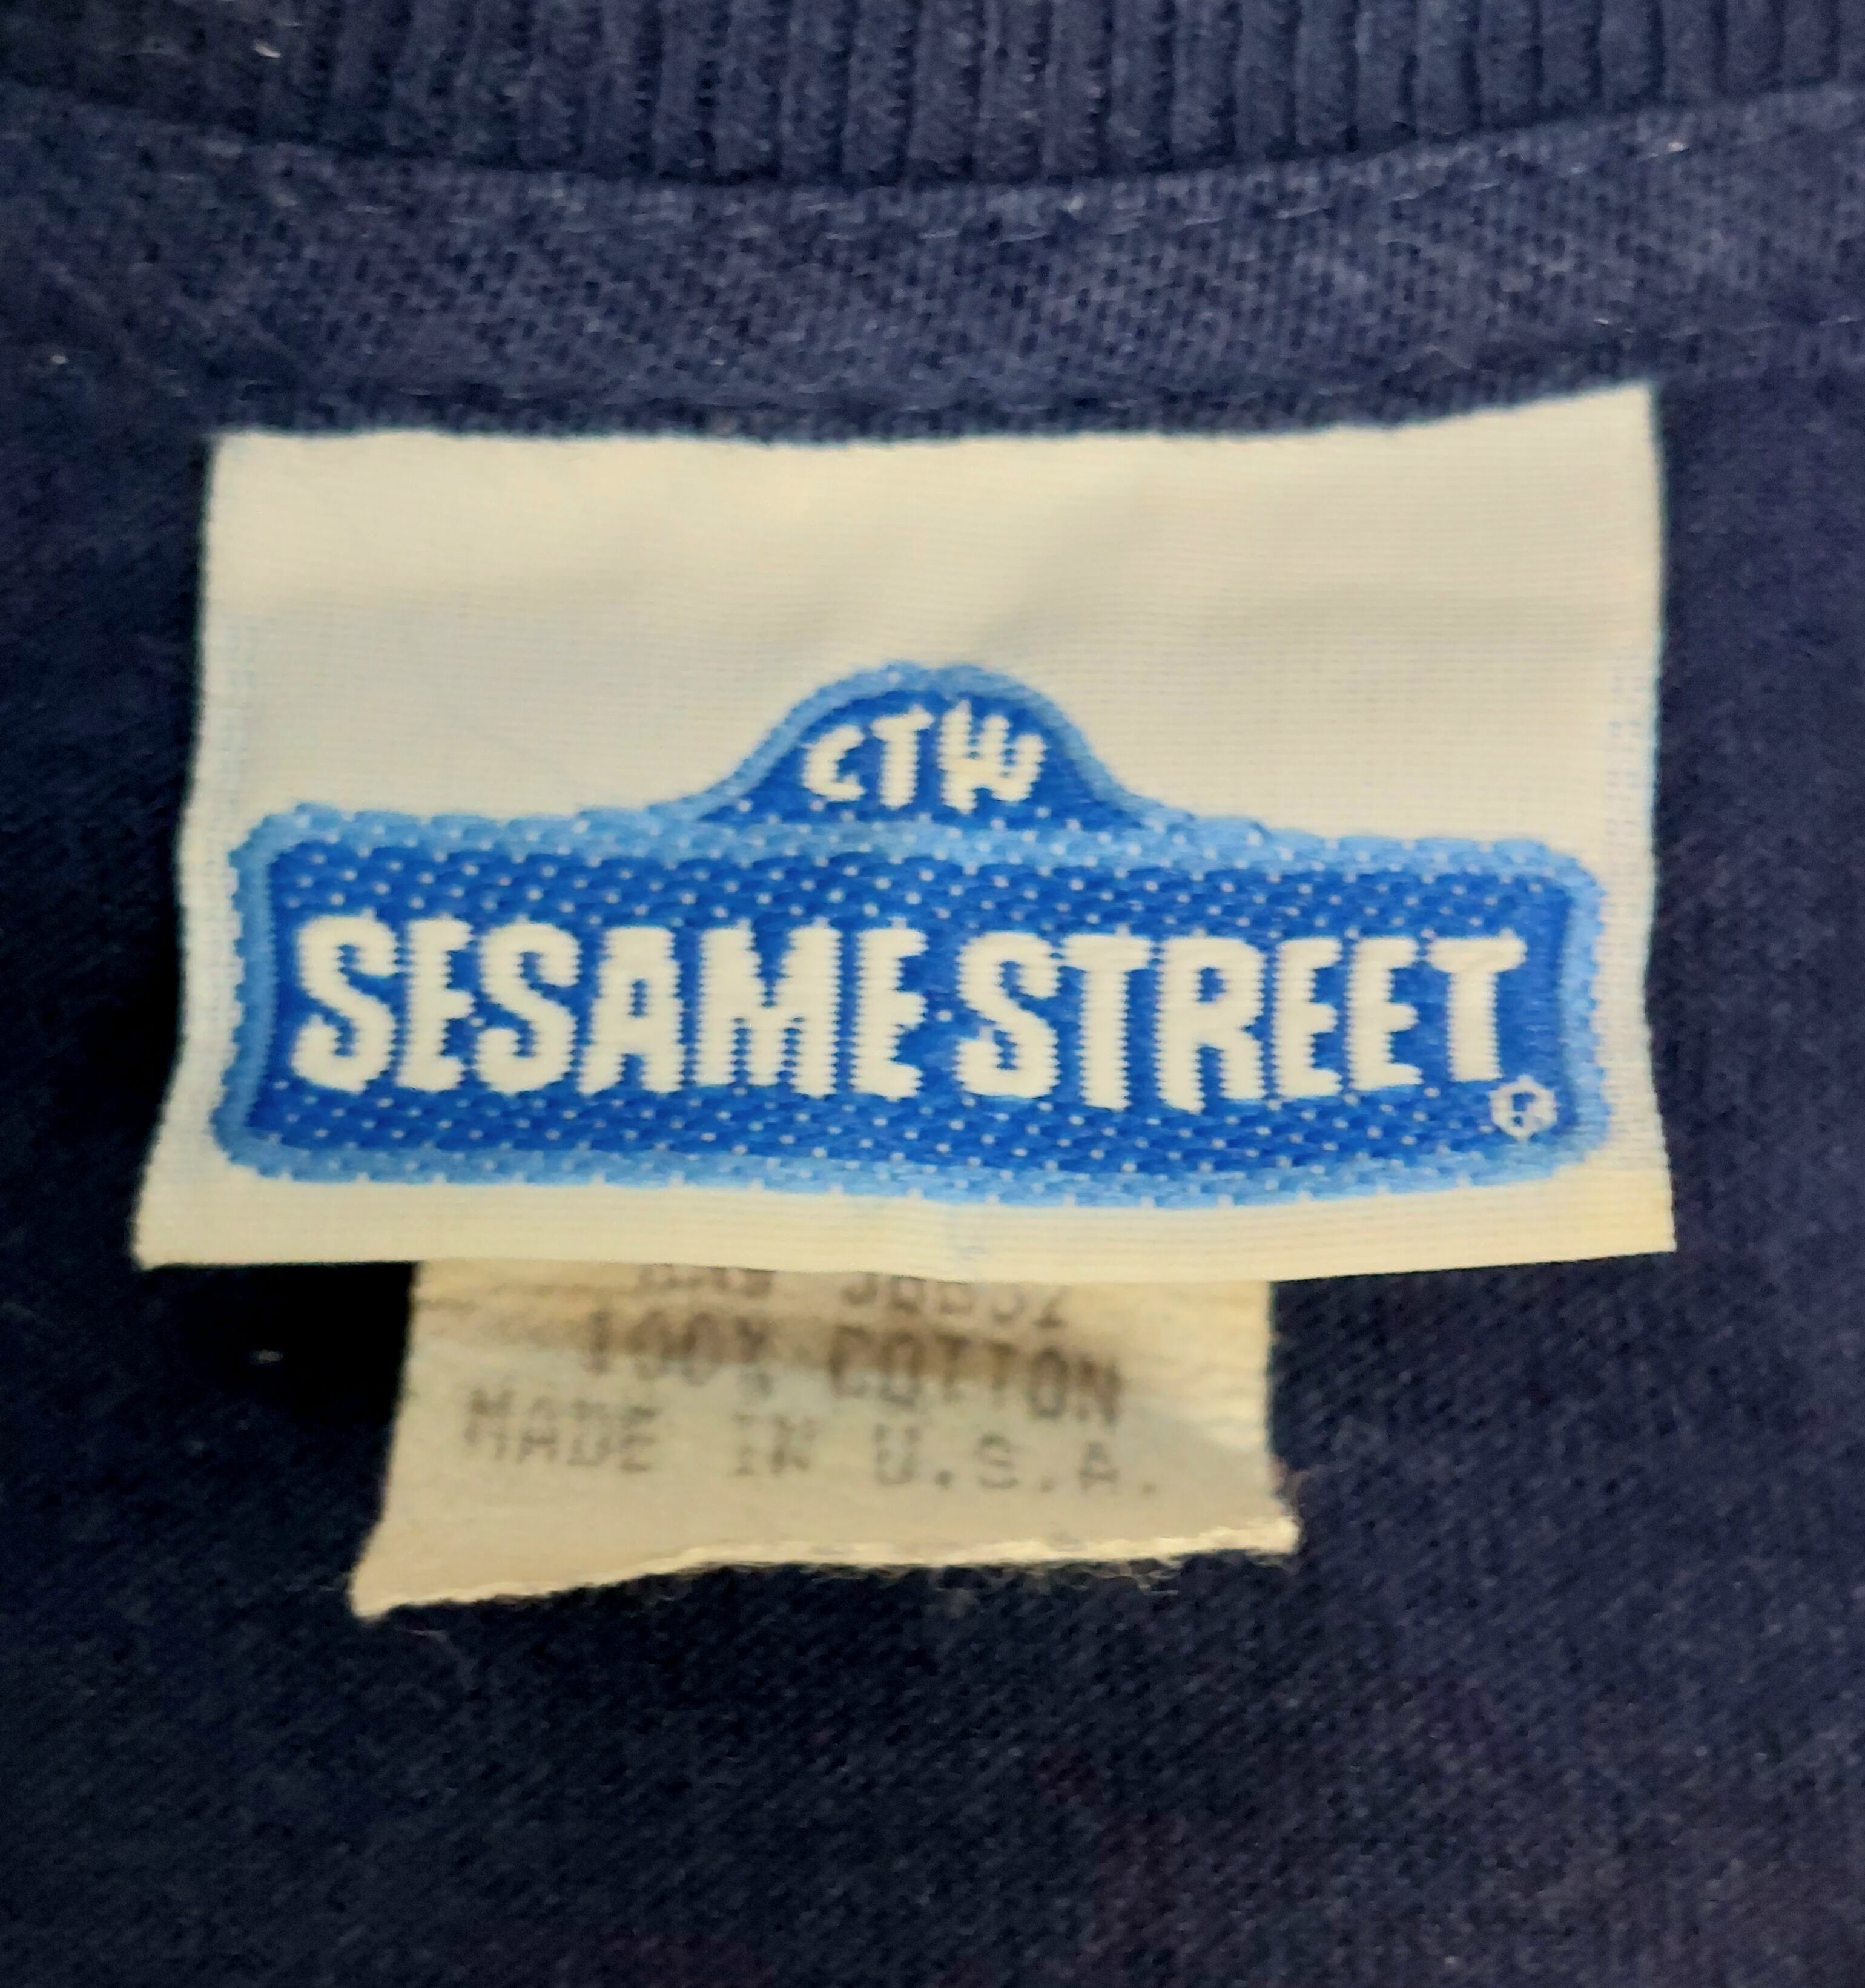 CTW
SESAME STREET
®
100% COTTON
MADE IN U.S.A.